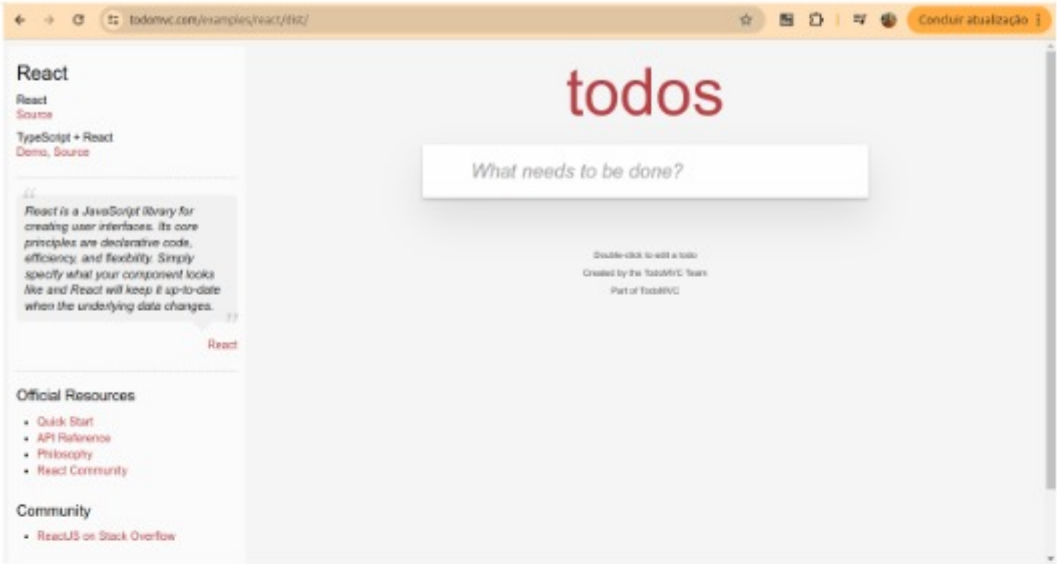 todomvc.com/examples/react/dist/
Concluir atualização
React
React
Source
TypeScript + React
Demo, Source
“
React is a JavaScript library for
creating user interfaces. Its core
principles are declarative code,
efficiency, and flexibility. Simply
specify what your component looks
like and React will keep it up-to-date
when the underlying data changes.
”
React
Official Resources
• Quick Start
• API Reference
• Philosophy
• React Community
Community
• ReactJS on Stack Overflow
todos
What needs to be done?
Double-click to edit a todo
Created by the TodoMVC Team
Part of TodoMVC